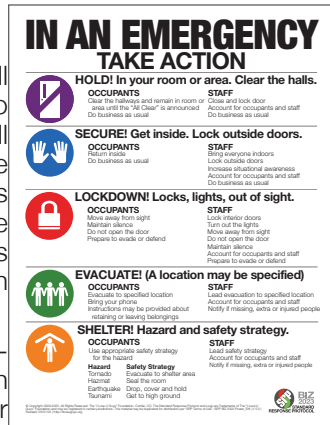 IN AN EMERGENCY
TAKE ACTION
HOLD! In your room or area. Clear the halls.
OCCUPANTS
Clear the hallways and remain in room or
area until the "All Clear" is announced
Do business as usual
STAFF
Close and lock door
Account for occupants and staff
Do business as usual
SECURE! Get inside. Lock outside doors.
OCCUPANTS
Return inside
Do business as usual
STAFF
Bring everyone indoors
Lock outside doors
Increase situational awareness
Account for occupants and staff
Do business as usual
LOCKDOWN! Locks, lights, out of sight.
OCCUPANTS
Move away from sight
Maintain silence
Do not open the door
Prepare to evade or defend
STAFF
Lock interior doors
Turn out the lights
Move away from sight
Do not open the door
Maintain silence
Account for occupants and staff
Prepare to evade or defend
EVACUATE! (A location may be specified)
OCCUPANTS
Evacuate to specified location
Bring your phone
Instructions may be provided about
retaining or leaving belongings
STAFF
Lead evacuation to specified location
Account for occupants and staff
Notify if missing, extra or injured people
SHELTER! Hazard and safety strategy.
OCCUPANTS
Use appropriate safety strategy
for the hazard
Hazard Safety Strategy
Tornado Evacuate to shelter area
Hazmat Seal the room
Earthquake Drop, cover and hold
Tsunami Get to high ground
STAFF
Lead safety strategy
Account for occupants and staff
Notify if missing, extra or injured people
STANDARD
RESPONSE PROTOCOL
BIZ
2023